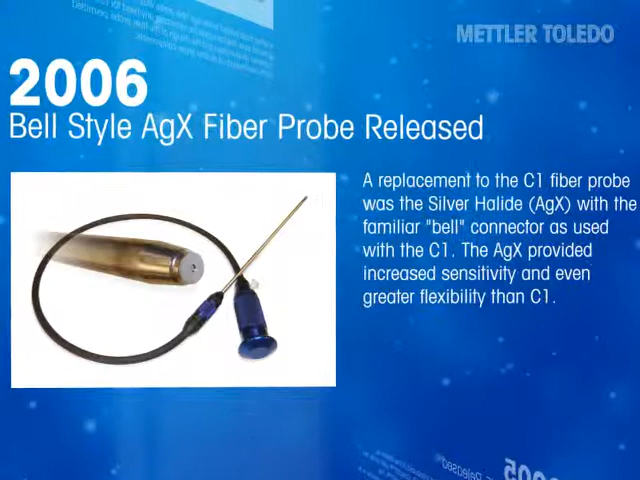 METTLER TOLEDO
2006
Bell Style AgX Fiber Probe Released
A replacement to the C1 fiber probe
was the Silver Halide (AgX) with the
familiar "bell" connector as used
with the C1. The AgX provided
increased sensitivity and even
greater flexibility than C1.